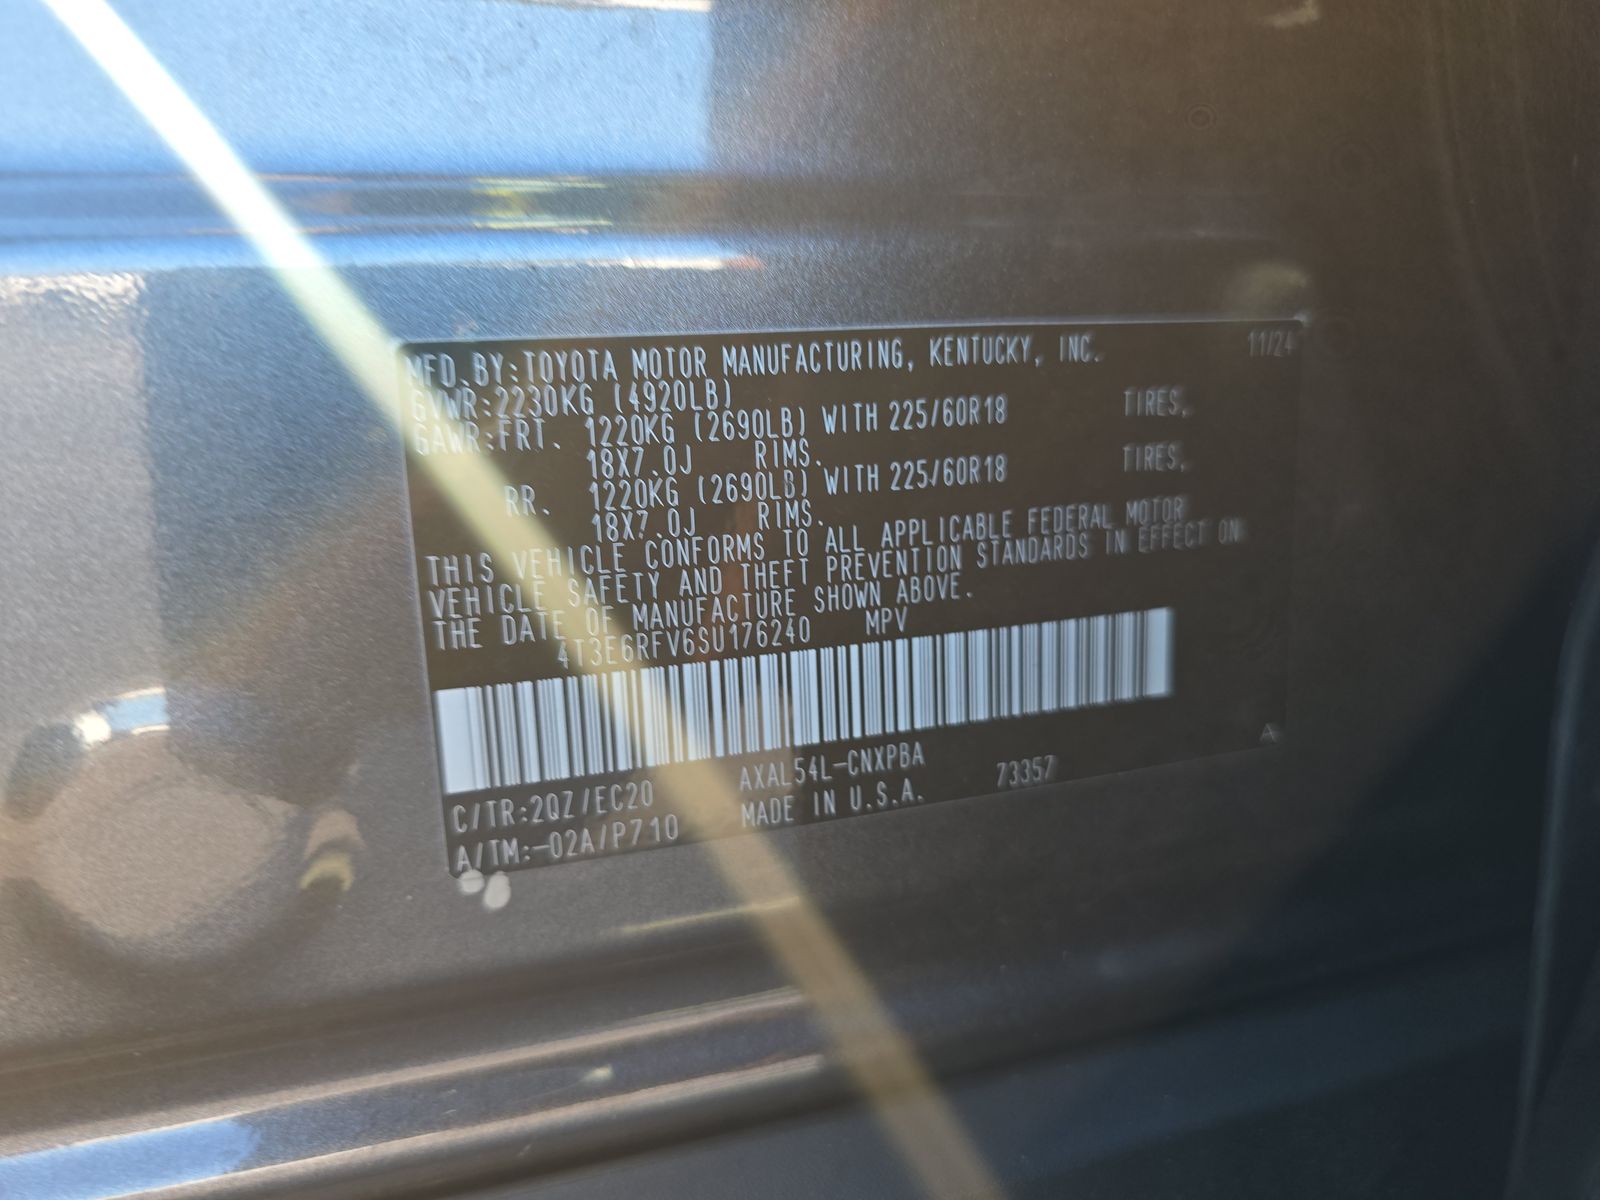 MFD. BY:TOYOTA MOTOR MANUFACTURING, KENTUCKY, INC. 11/24
GVWR:2230KG (4920LB)
GAWR:FRT. 1220KG (2690LB) WITH 225/60R18 TIRES,
18X7.0J RIMS.
RR. 1220KG (2690LB) WITH 225/60R18 TIRES,
18X7.0J RIMS.
THIS VEHICLE CONFORMS TO ALL APPLICABLE FEDERAL MOTOR
VEHICLE SAFETY AND THEFT PREVENTION STANDARDS IN EFFECT ON
THE DATE OF MANUFACTURE SHOWN ABOVE.
4T3E6RFV6SU176240 MPV
C/TR:2QZ/EC20 AXAL54L-CNXPBA 73357
A/TM:-02A/P710 MADE IN U.S.A.
A